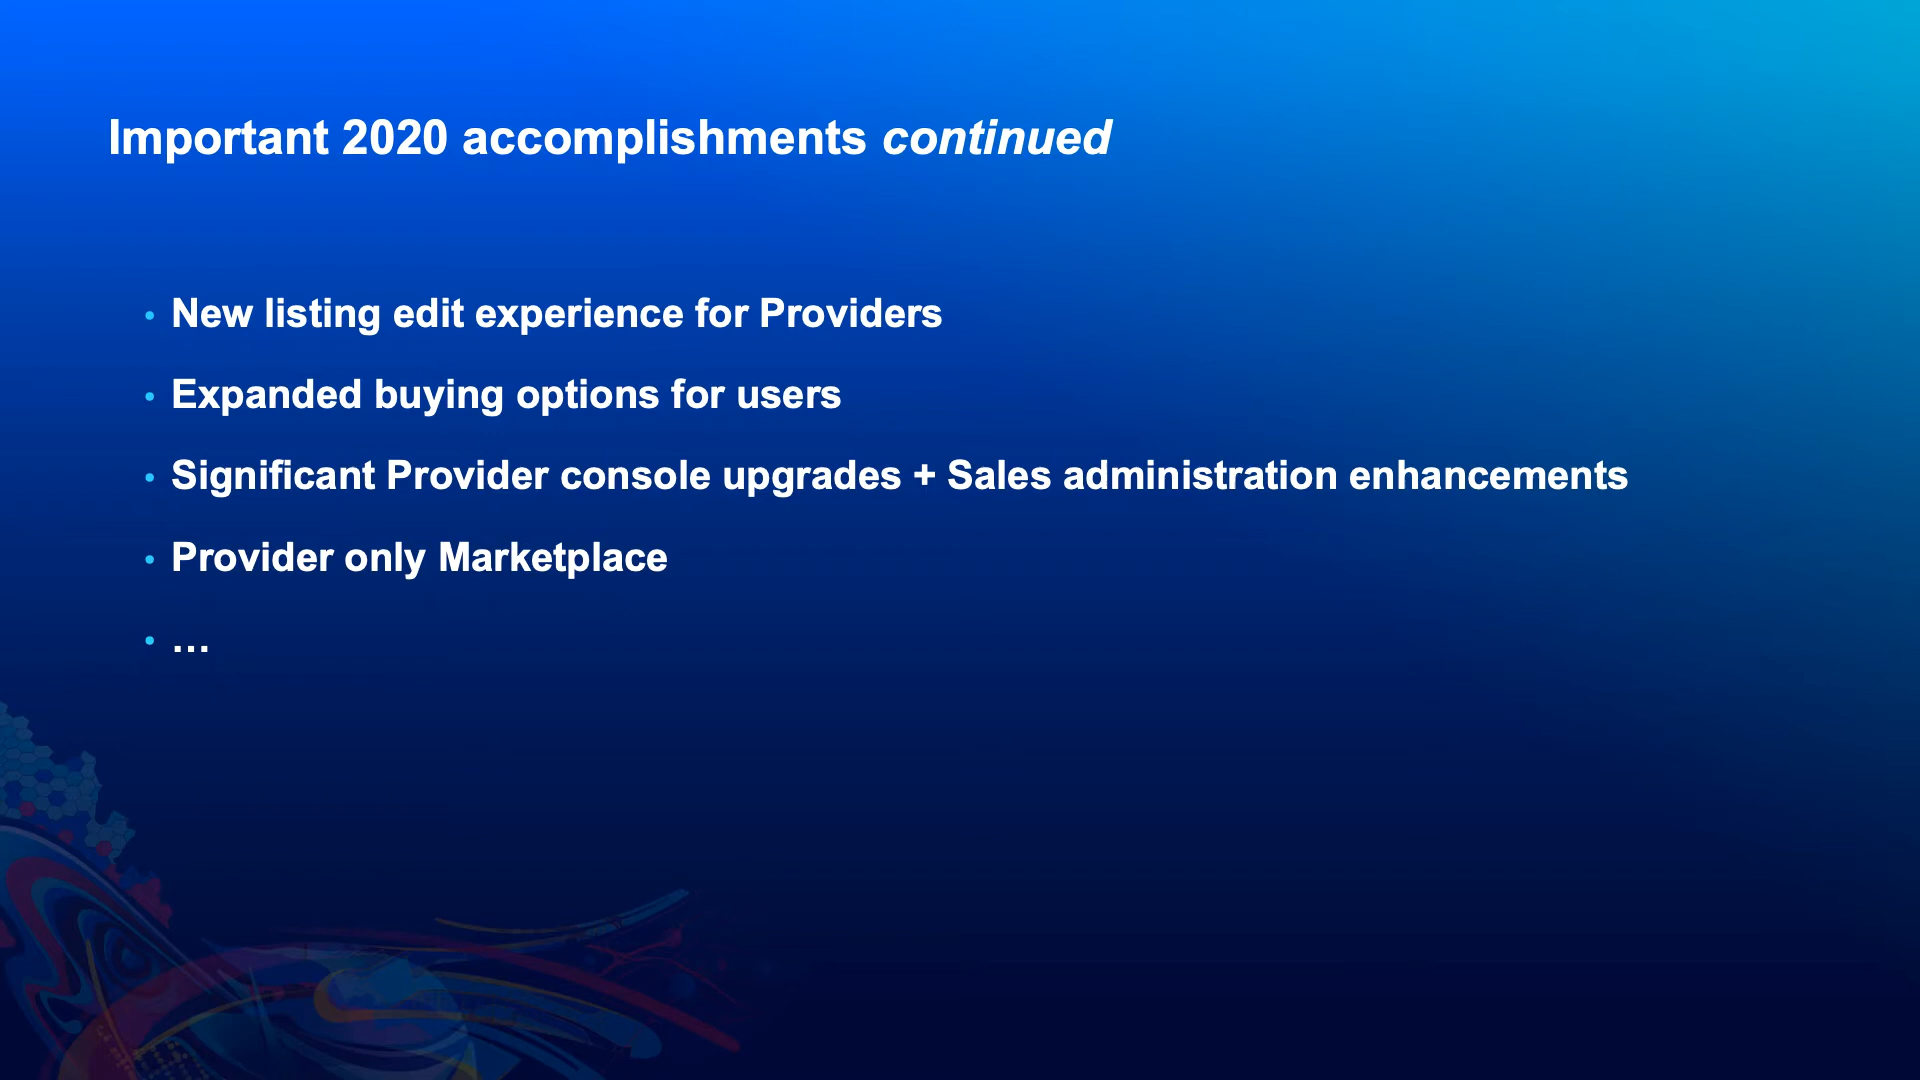 Important 2020 accomplishments continued
• New listing edit experience for Providers
• Expanded buying options for users
• Significant Provider console upgrades + Sales administration enhancements
• Provider only Marketplace
• …